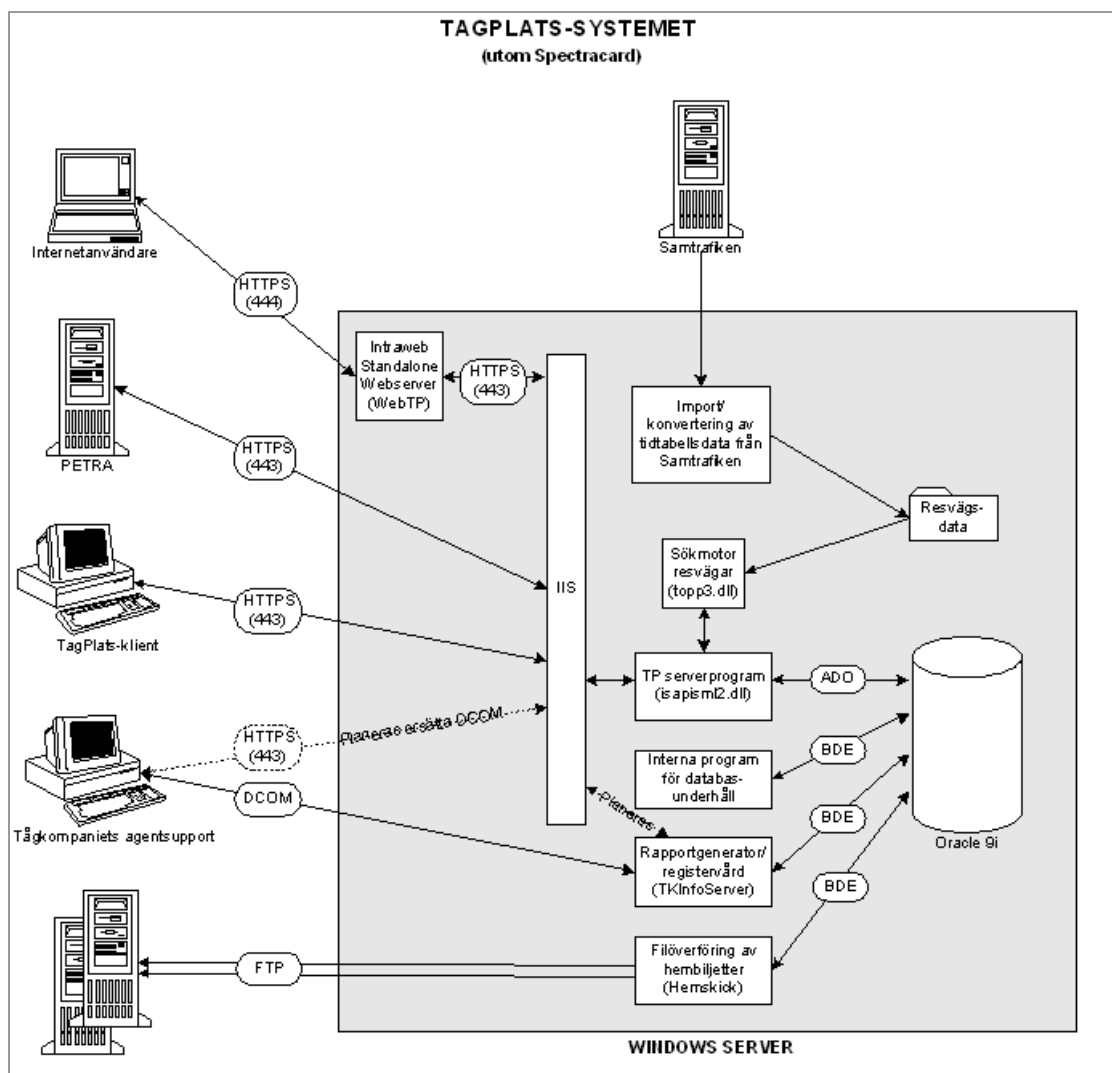 TAGPLATS-SYSTEMET
(utom Spectracard)
Internetanvändare
Samtrafiken
HTTPS
(444)
Intraweb
Standalone
Webserver
(WebTP)
HTTPS
(443)
Import/
konvertering av
tidtabellsdata från
Samtrafiken
PETRA
HTTPS
(443)
Resvägs-
data
Sökmotor
resvägar
(topp3.dll)
IIS
TagPlats-klient
HTTPS
(443)
TP serverprogram
(isapisml2.dll)
ADO
Planeras ersätta DCOM
HTTPS
(443)
BDE
Interna program
för databas-
underhåll
DCOM
Planeras
BDE
Tågkompaniets agentsupport
Oracle 9i
Rapportgenerator/
registervård
(TKInfoServer)
BDE
Filöverföring av
hembiljetter
(Hemskick)
FTP
WINDOWS SERVER